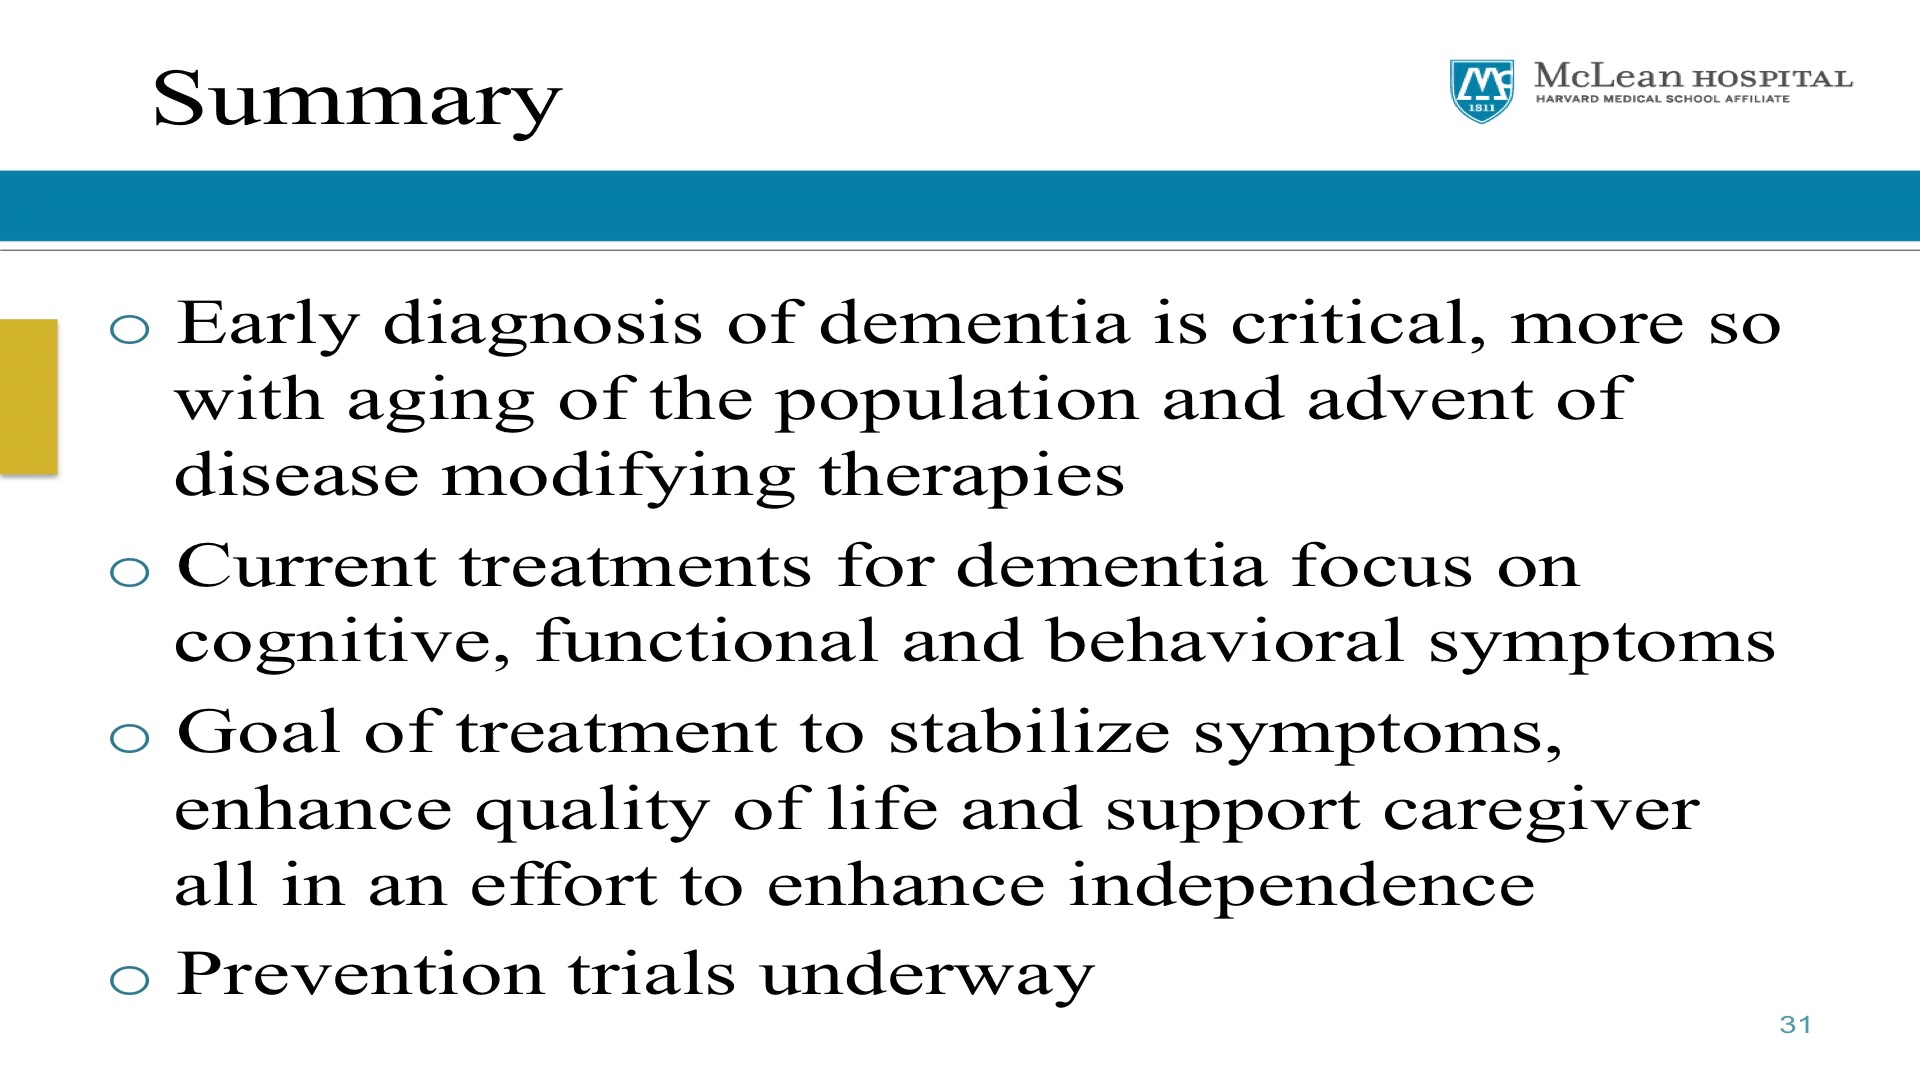 Summary
McLean HOSPITAL
HARVARD MEDICAL SCHOOL AFFILIATE
1811
Early diagnosis of dementia is critical, more so
with aging of the population and advent of
disease modifying therapies
Current treatments for dementia focus on
cognitive, functional and behavioral symptoms
Goal of treatment to stabilize symptoms,
enhance quality of life and support caregiver
all in an effort to enhance independence
Prevention trials underway
31